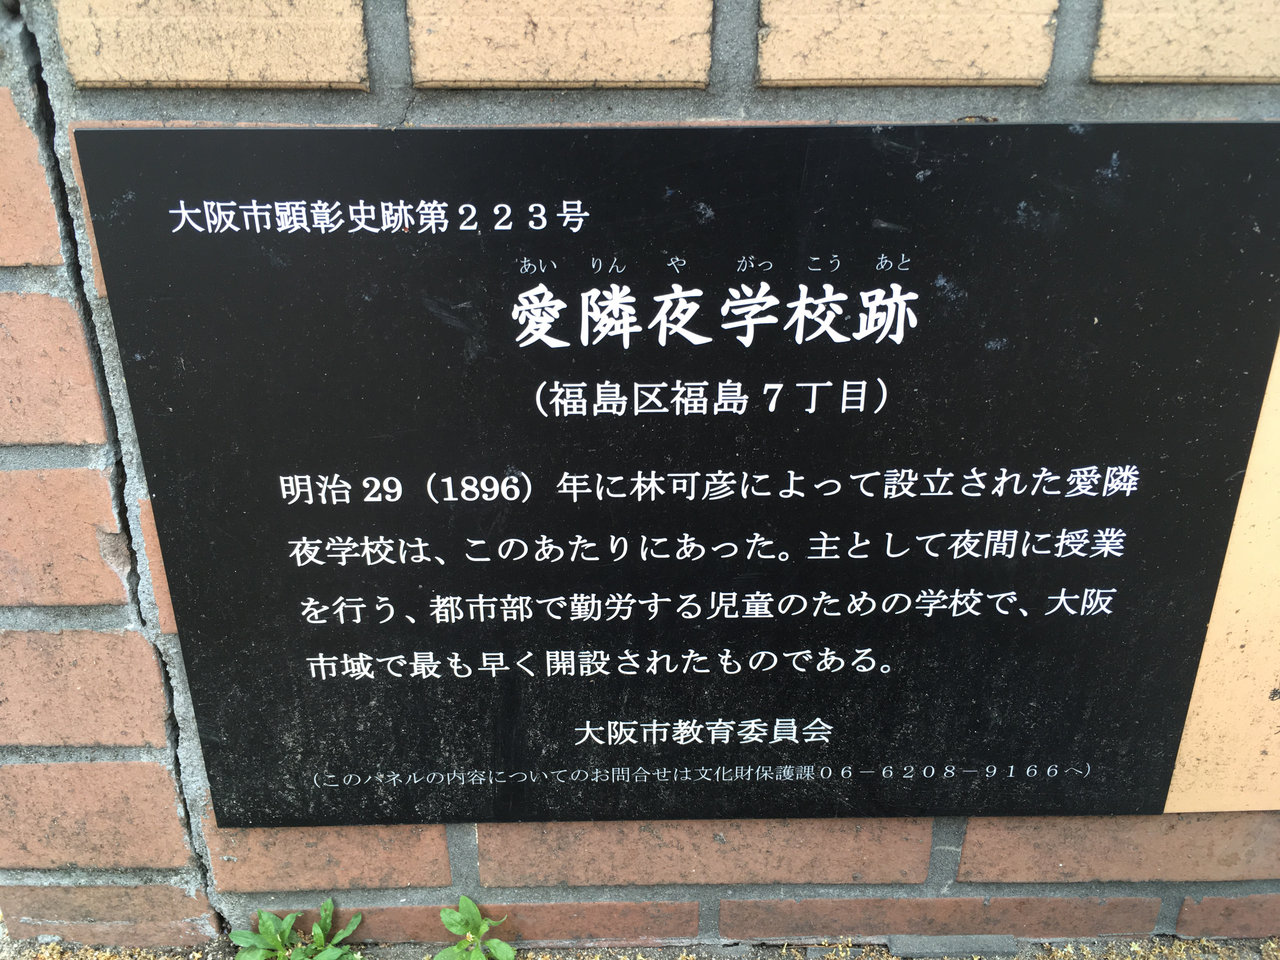 大阪市顕彰史跡第２２３号
あい りん や がっ こう あと
愛隣夜学校跡
（福島区福島７丁目）
明治29（1896）年に林可彦によって設立された愛隣
夜学校は、このあたりにあった。主として夜間に授業
を行う、都市部で勤労する児童のための学校で、大阪
市域で最も早く開設されたものである。
大阪市教育委員会
（このパネルの内容についてのお問合せは文化財保護課０６－６２０８－９１６６へ）